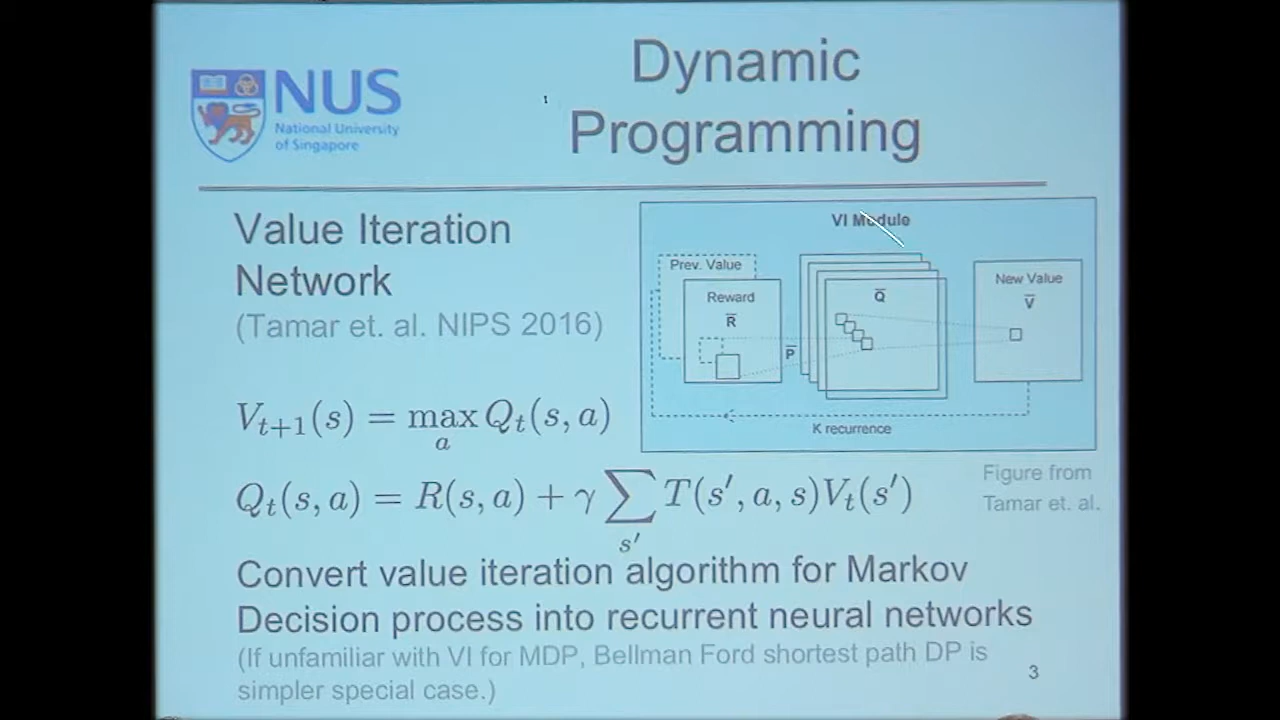 Dynamic
Programming
NUS
National University
of Singapore
1
Value Iteration
Network
(Tamar et. al. NIPS 2016)
VI Module
Prev. Value
Reward
R̅
P̅
Q̅
New Value
V̅
K recurrence
Figure from
Tamar et. al.
V_{t+1}(s) = max_a Q_t(s, a)
Q_t(s, a) = R(s, a) + γ ∑_{s′} T(s′, a, s)V_t(s′)
Convert value iteration algorithm for Markov
Decision process into recurrent neural networks
(If unfamiliar with VI for MDP, Bellman Ford shortest path DP is
simpler special case.)
3